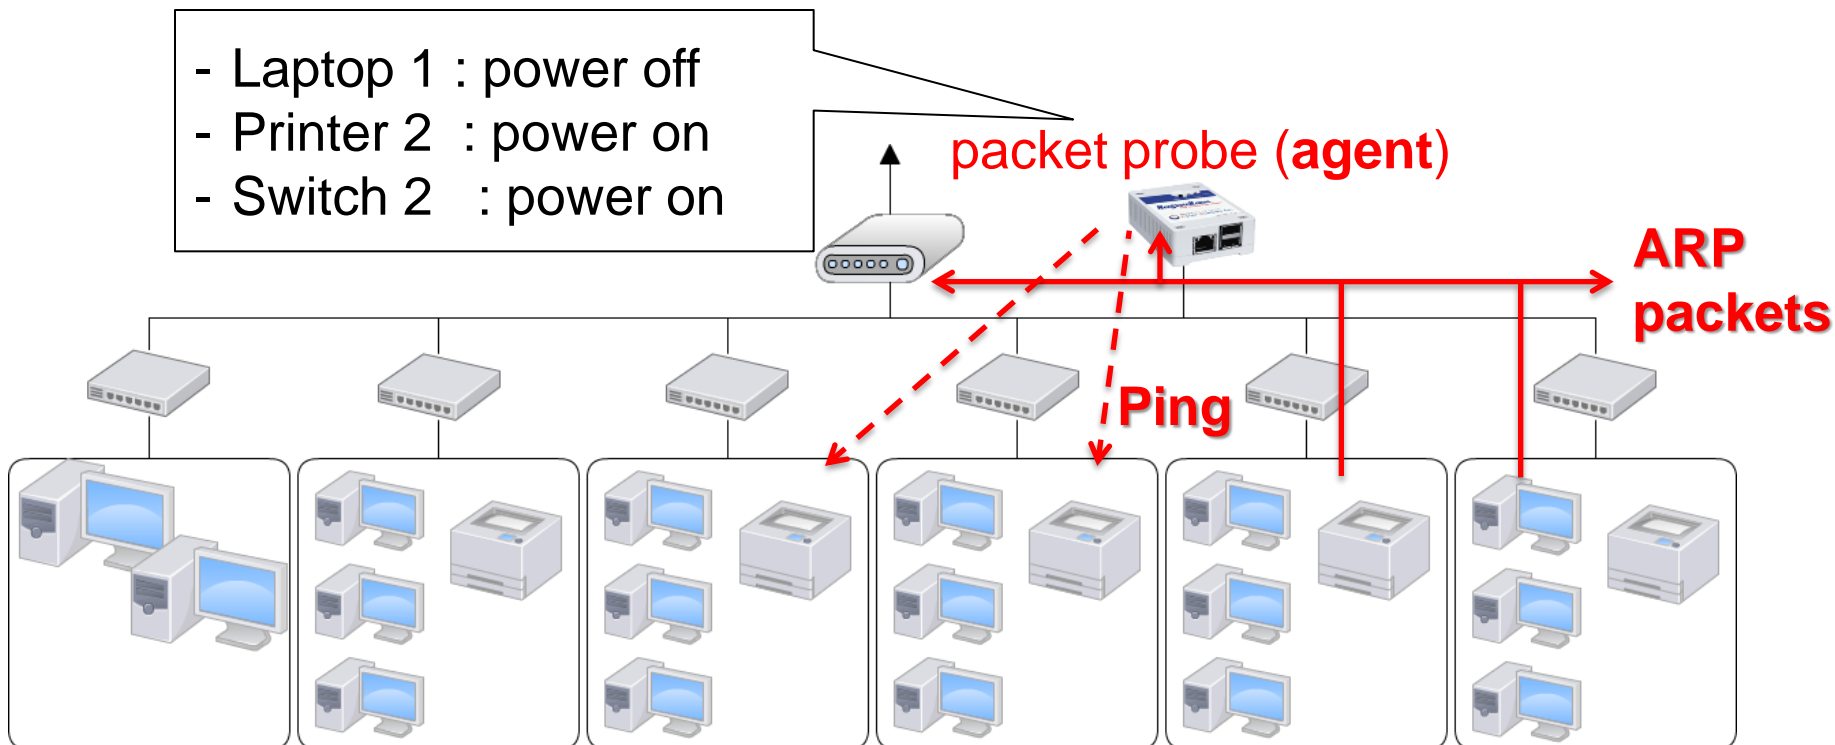 - Laptop 1 : power off
- Printer 2 : power on
- Switch 2 : power on
packet probe (agent)
ARP
packets
Ping